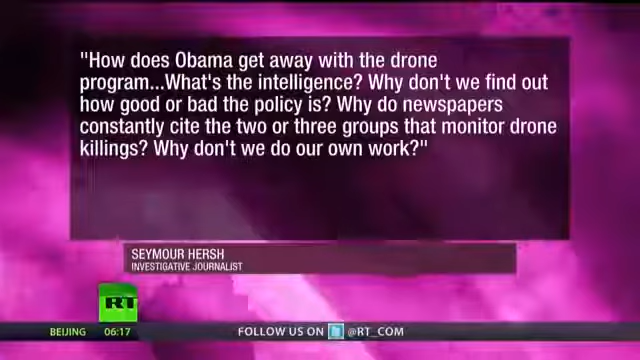 "How does Obama get away with the drone
program...What's the intelligence? Why don't we find out
how good or bad the policy is? Why do newspapers
constantly cite the two or three groups that monitor drone
killings? Why don't we do our own work?"
SEYMOUR HERSH
INVESTIGATIVE JOURNALIST
RT
BEIJING 06:17 FOLLOW US ON @RT_COM